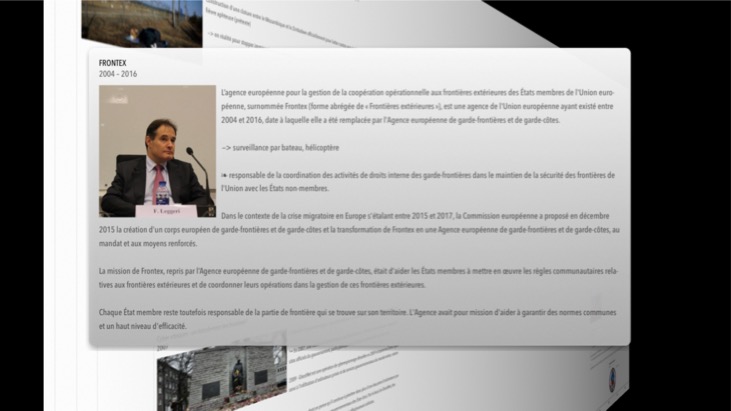 FRONTEX
2004 – 2016
L'agence européenne pour la gestion de la coopération opérationnelle aux frontières extérieures des États membres de l'Union euro-
péenne, surnommée Frontex (forme abrégée de « Frontières extérieures »), est une agence de l'Union européenne ayant existé entre
2004 et 2016, date à laquelle elle a été remplacée par l'Agence européenne de garde-frontières et de garde-côtes.
—> surveillance par bateau, hélicoptère
responsable de la coordination des activités de droits interne des garde-frontières dans le maintien de la sécurité des frontières de
l'Union avec les États non-membres.
F. Leggeri
Dans le contexte de la crise migratoire en Europe s'étalant entre 2015 et 2017, la Commission européenne a proposé en décembre
2015 la création d'un corps européen de garde-frontières et de garde-côtes et la transformation de Frontex en une Agence européenne de garde-frontières et de garde-côtes, au
mandat et aux moyens renforcés.
La mission de Frontex, repris par l'Agence européenne de garde-frontières et de garde-côtes, était d'aider les États membres à mettre en œuvre les règles communautaires rela-
tives aux frontières extérieures et de coordonner leurs opérations dans la gestion de ces frontières extérieures.
Chaque État membre reste toutefois responsable de la partie de frontière qui se trouve sur son territoire. L'Agence avait pour mission d'aider à garantir des normes communes
et un haut niveau d'efficacité.